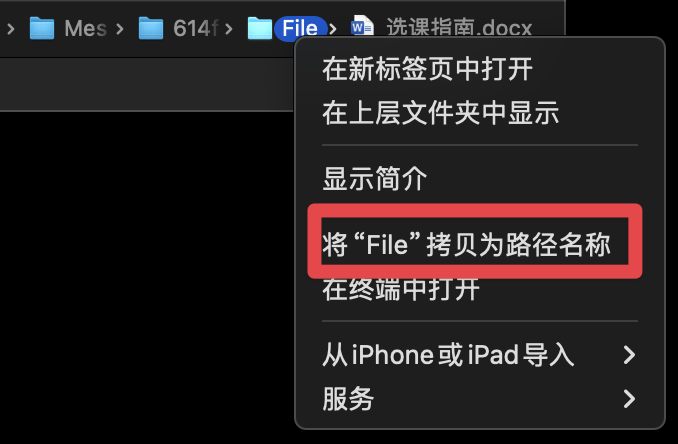 Mes
614f
File
选课指南.docx
在新标签页中打开
在上层文件夹中显示
显示简介
将“File”拷贝为路径名称
在终端中打开
从iPhone或iPad导入
服务